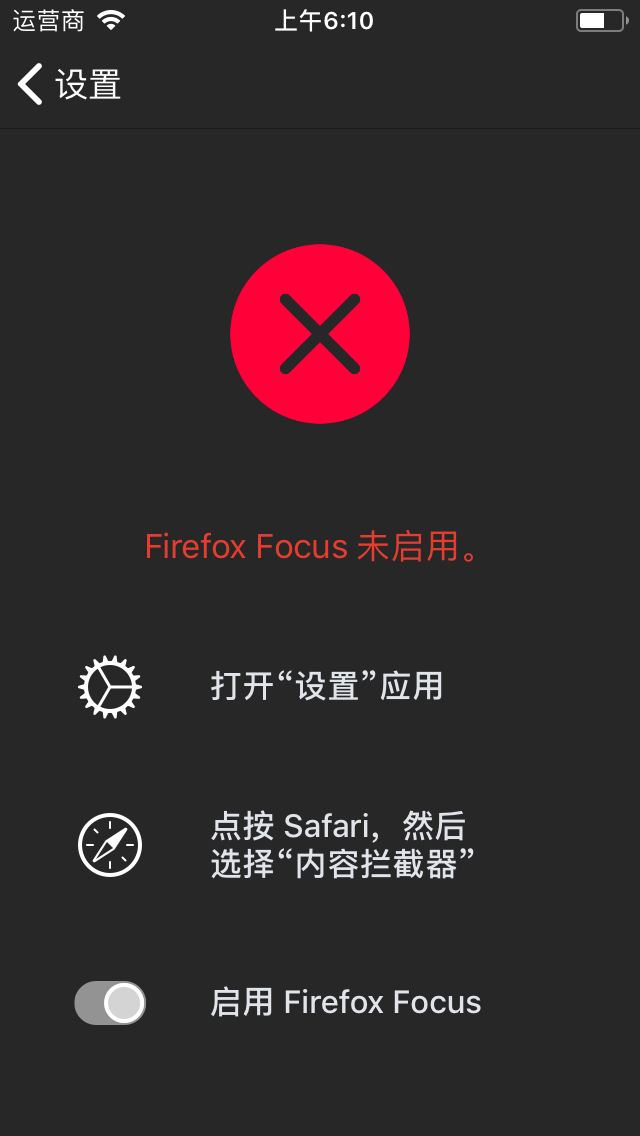 运营商
上午6:10
设置
Firefox Focus 未启用。
打开“设置”应用
点按 Safari，然后
选择“内容拦截器”
启用 Firefox Focus